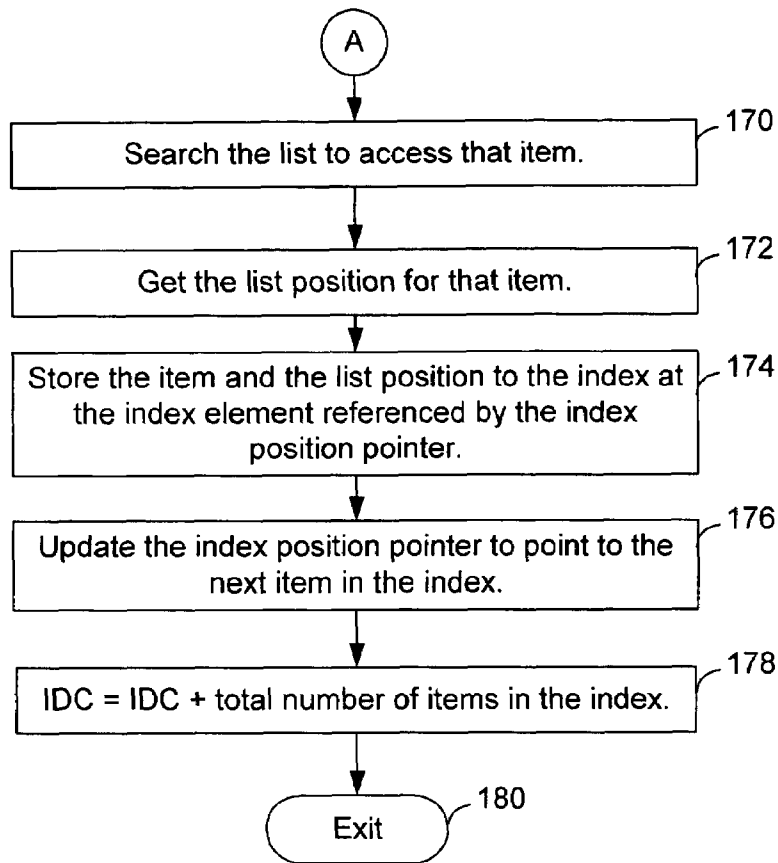 A
170
Search the list to access that item.
172
Get the list position for that item.
174
Store the item and the list position to the index at
the index element referenced by the index
position pointer.
176
Update the index position pointer to point to the
next item in the index.
178
IDC = IDC + total number of items in the index.
180
Exit